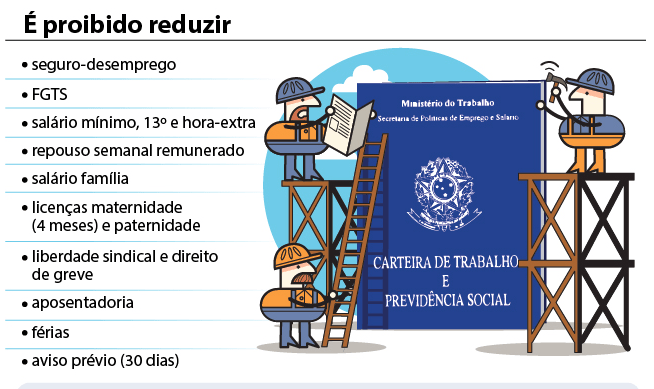 É proibido reduzir
• seguro-desemprego
• FGTS
• salário mínimo, 13º e hora-extra
• repouso semanal remunerado
• salário família
• licenças maternidade
(4 meses) e paternidade
• liberdade sindical e direito
de greve
• aposentadoria
• férias
• aviso prévio (30 dias)
Ministério do Trabalho
Secretaria de Políticas de Emprego e Salário
CARTEIRA DE TRABALHO
E
PREVIDÊNCIA SOCIAL